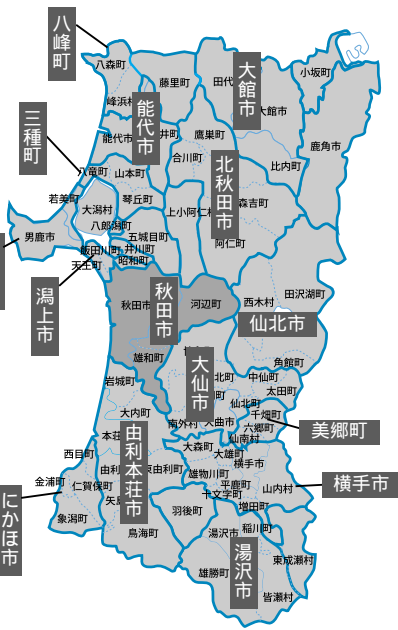 八峰町
八森町
藤里町
田代
大館市
小坂町
峰浜村
能代市
大館市
三種町
能代市
井町
鷹巣町
鹿角市
合川町
北秋田市
比内町
八竜町
山本町
若美町
琴丘町
大潟村
上小阿仁村
森吉町
八郎潟町
男鹿市
五城目町
阿仁町
飯田川町
井川町
昭和町
天王町
潟上市
秋田市
秋田市
河辺町
西木村
田沢湖町
仙北市
雄和町
大仙市
角館町
岩城町
北町
中仙町
太田町
仙北町
大内町
千畑町
南外村
大曲市
六郷町
美郷町
由利本荘市
本荘
仙南村
大森町
大雄町
西目町
横手市
由利
東由利町
雄物川町
金浦町
仁賀保町
平鹿町
山内村
横手市
十文字町
矢島
増田町
にかほ市
羽後町
象潟町
鳥海町
湯沢市
稲川町
湯沢市
東成瀬村
雄勝町
皆瀬村